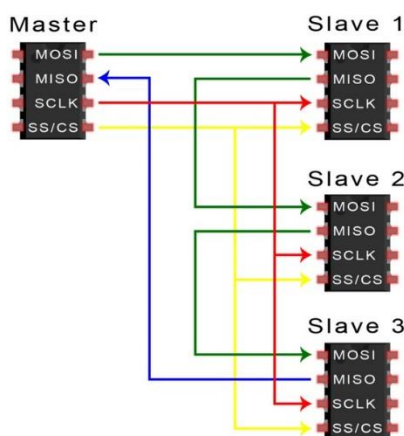 Master
MOSI
MISO
SCLK
SS/CS
Slave 1
MOSI
MISO
SCLK
SS/CS
Slave 2
MOSI
MISO
SCLK
SS/CS
Slave 3
MOSI
MISO
SCLK
SS/CS